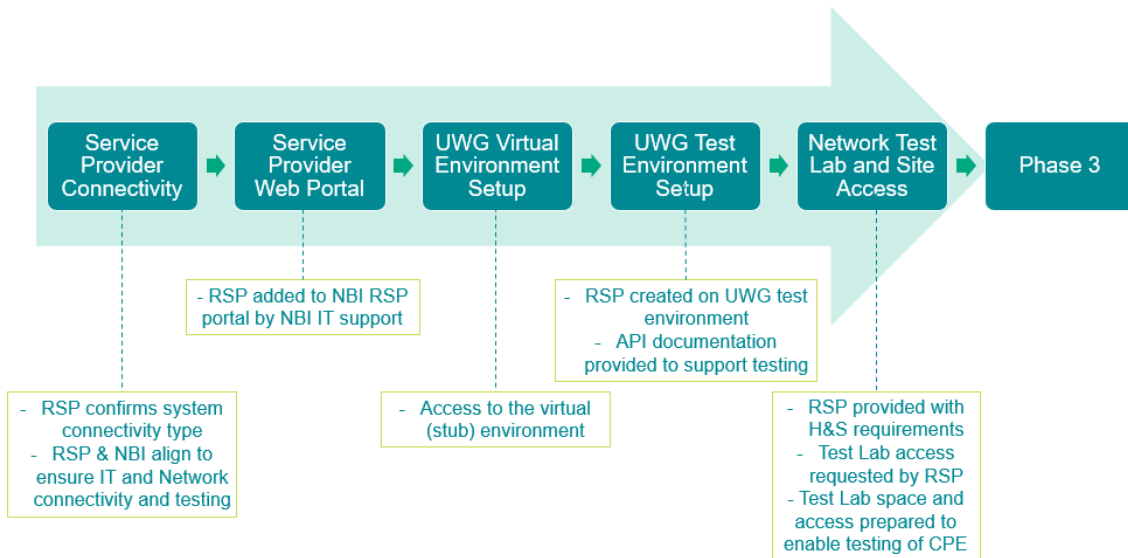 Service
Provider
Connectivity
Service
Provider
Web Portal
UWG Virtual
Environment
Setup
UWG Test
Environment
Setup
Network Test
Lab and Site
Access
Phase 3
- RSP added to NBI RSP
portal by NBI IT support
- RSP created on UWG test
environment
- API documentation
provided to support testing
- RSP confirms system
connectivity type
- RSP & NBI align to
ensure IT and Network
connectivity and testing
- Access to the virtual
(stub) environment
- RSP provided with
H&S requirements
- Test Lab access
requested by RSP
- Test Lab space and
access prepared to
enable testing of CPE